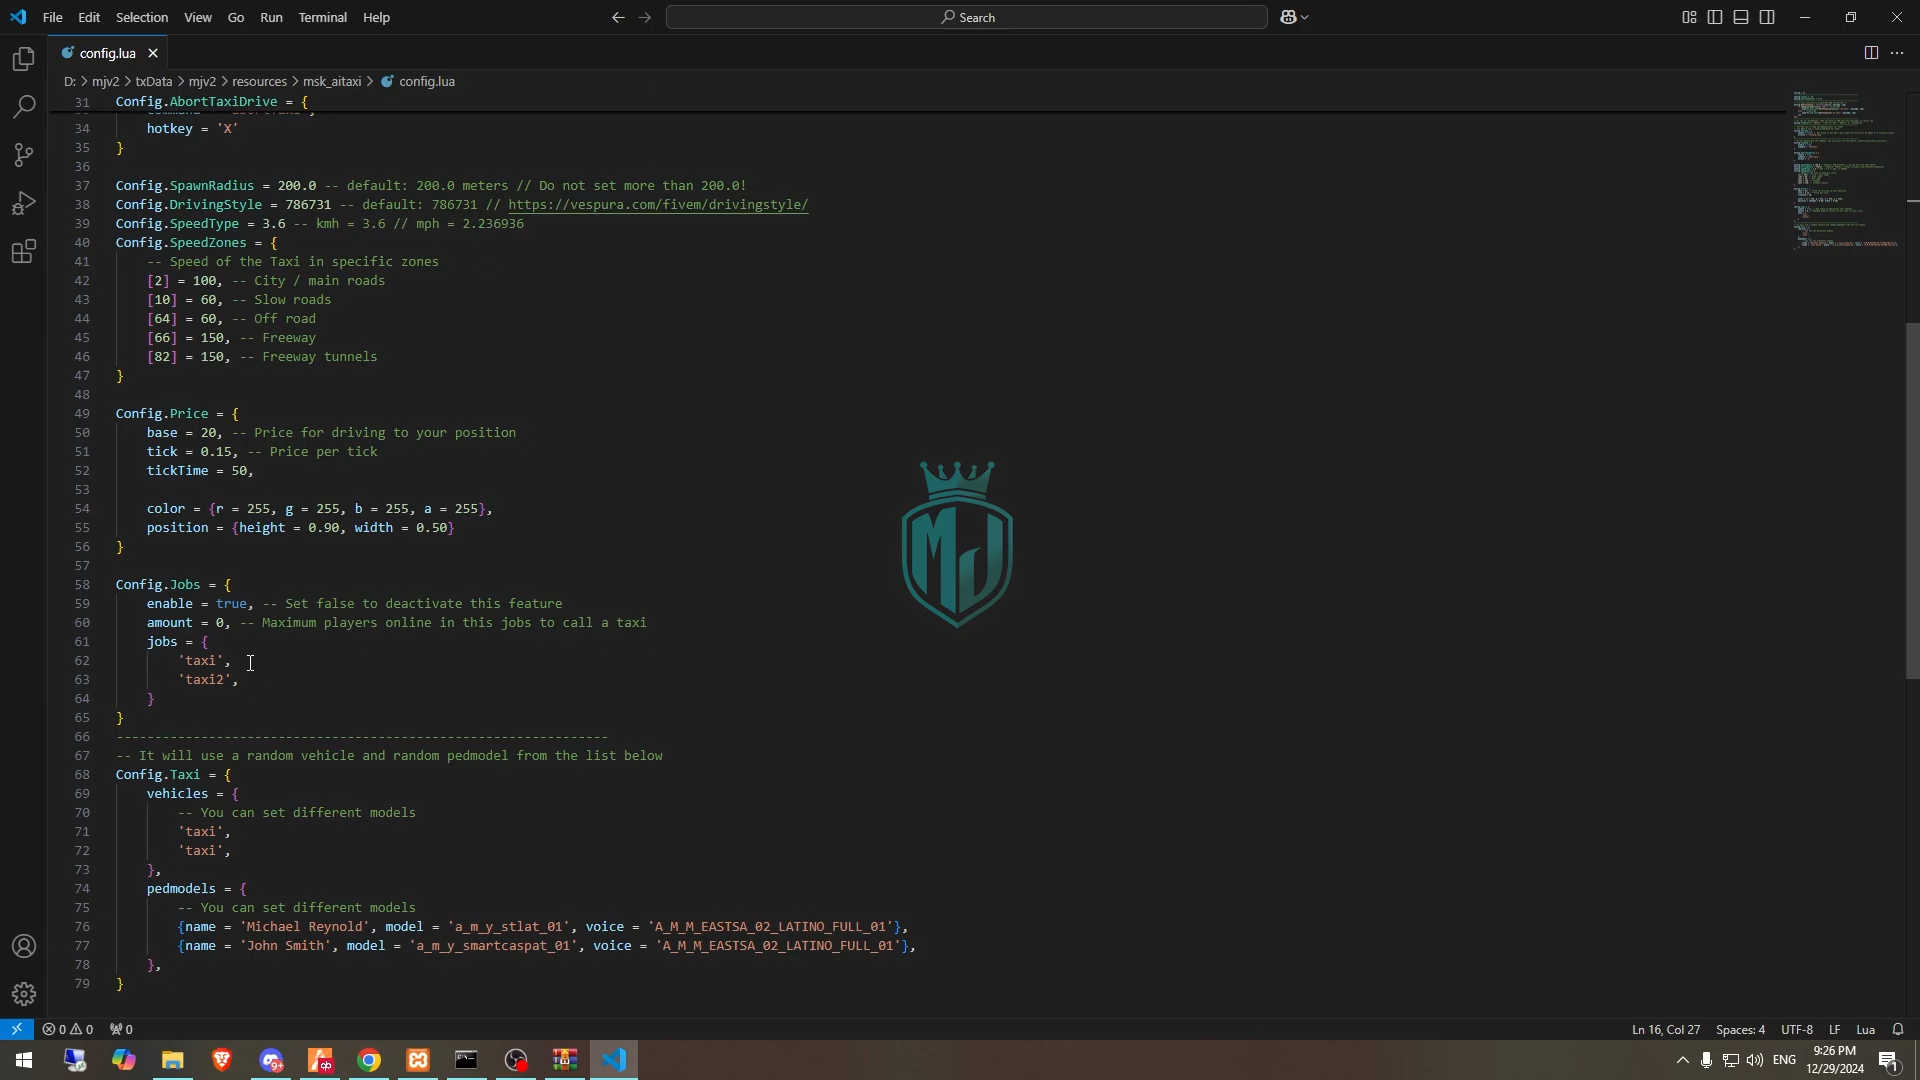 File Edit Selection View Go Run Terminal Help
Search
config.lua
D: > mjv2 > txData > mjv2 > resources > msk_aitaxi > config.lua
31 Config.AbortTaxiDrive = {
34 hotkey = 'X'
35 }
36
37 Config.SpawnRadius = 200.0 -- default: 200.0 meters // Do not set more than 200.0!
38 Config.DrivingStyle = 786731 -- default: 786731 // https://vespura.com/fivem/drivingstyle/
39 Config.SpeedType = 3.6 -- kmh = 3.6 // mph = 2.236936
40 Config.SpeedZones = {
41 -- Speed of the Taxi in specific zones
42 [2] = 100, -- City / main roads
43 [10] = 60, -- Slow roads
44 [64] = 60, -- Off road
45 [66] = 150, -- Freeway
46 [82] = 150, -- Freeway tunnels
47 }
48
49 Config.Price = {
50 base = 20, -- Price for driving to your position
51 tick = 0.15, -- Price per tick
52 tickTime = 50,
53
54 color = {r = 255, g = 255, b = 255, a = 255},
55 position = {height = 0.90, width = 0.50}
56 }
57
58 Config.Jobs = {
59 enable = true, -- Set false to deactivate this feature
60 amount = 0, -- Maximum players online in this jobs to call a taxi
61 jobs = {
62 'taxi',
63 'taxi2',
64 }
65 }
66 ----------------------------------------------------------------
67 -- It will use a random vehicle and random pedmodel from the list below
68 Config.Taxi = {
69 vehicles = {
70 -- You can set different models
71 'taxi',
72 'taxi',
73 },
74 pedmodels = {
75 -- You can set different models
76 {name = 'Michael Reynold', model = 'a_m_y_stlat_01', voice = 'A_M_M_EASTSA_02_LATINO_FULL_01'},
77 {name = 'John Smith', model = 'a_m_y_smartcaspat_01', voice = 'A_M_M_EASTSA_02_LATINO_FULL_01'},
78 },
79 }
MJ
0 0 0
Ln 16, Col 27 Spaces: 4 UTF-8 LF Lua
9+
ENG
9:26 PM
12/29/2024
1